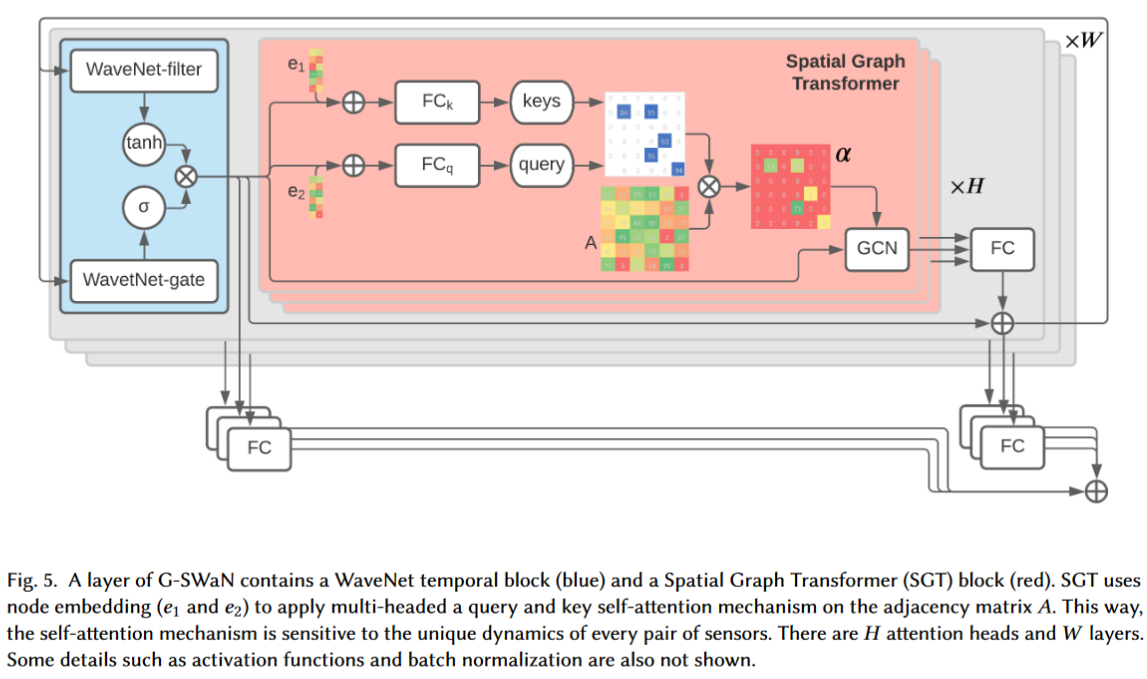 ×W
WaveNet-filter
tanh
σ
WavetNet-gate
Spatial Graph
Transformer
e1
FCk
keys
e2
FCq
query
A
α
×H
GCN
FC
FC
FC
Fig. 5. A layer of G-SWaN contains a WaveNet temporal block (blue) and a Spatial Graph Transformer (SGT) block (red). SGT uses
node embedding (e1 and e2) to apply multi-headed a query and key self-attention mechanism on the adjacency matrix A. This way,
the self-attention mechanism is sensitive to the unique dynamics of every pair of sensors. There are H attention heads and W layers.
Some details such as activation functions and batch normalization are also not shown.